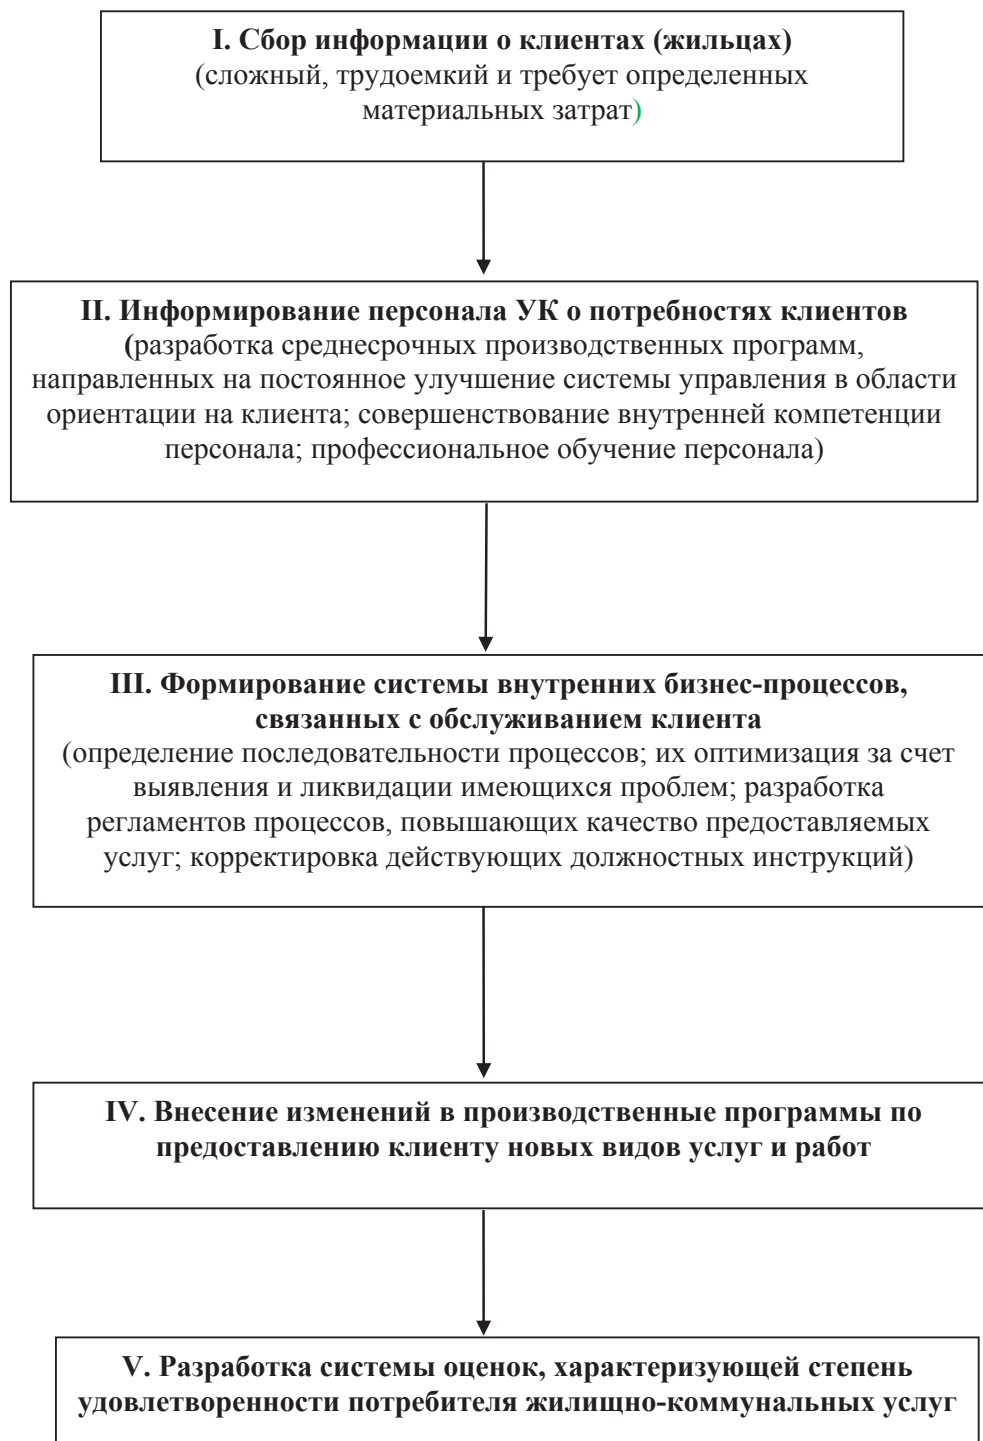 I. Сбор информации о клиентах (жильцах)
(сложный, трудоемкий и требует определенных
материальных затрат)
II. Информирование персонала УК о потребностях клиентов
(разработка среднесрочных производственных программ,
направленных на постоянное улучшение системы управления в области
ориентации на клиента; совершенствование внутренней компетенции
персонала; профессиональное обучение персонала)
III. Формирование системы внутренних бизнес-процессов,
связанных с обслуживанием клиента
(определение последовательности процессов; их оптимизация за счет
выявления и ликвидации имеющихся проблем; разработка
регламентов процессов, повышающих качество предоставляемых
услуг; корректировка действующих должностных инструкций)
IV. Внесение изменений в производственные программы по
предоставлению клиенту новых видов услуг и работ
V. Разработка системы оценок, характеризующей степень
удовлетворенности потребителя жилищно-коммунальных услуг